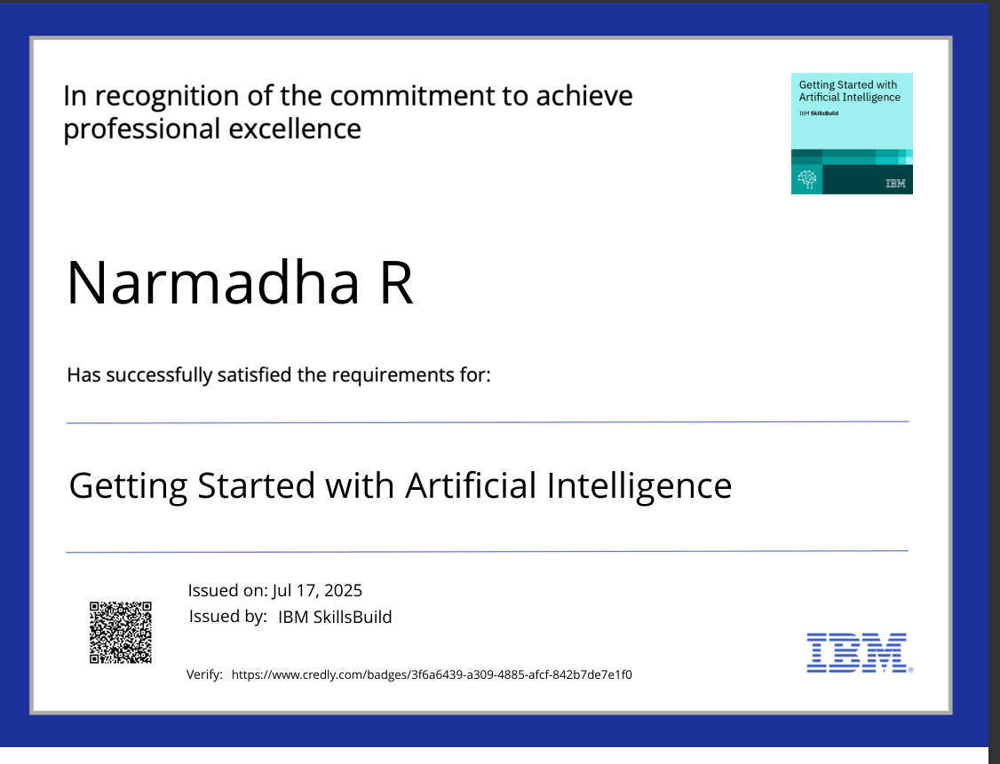 In recognition of the commitment to achieve
professional excellence
Getting Started with
Artificial Intelligence
IBM SkillsBuild
IBM
Narmadha R
Has successfully satisfied the requirements for:
Getting Started with Artificial Intelligence
Issued on: Jul 17, 2025
Issued by: IBM SkillsBuild
Verify: https://www.credly.com/badges/3f6a6439-a309-4885-afcf-842b7de7e1f0
IBM®